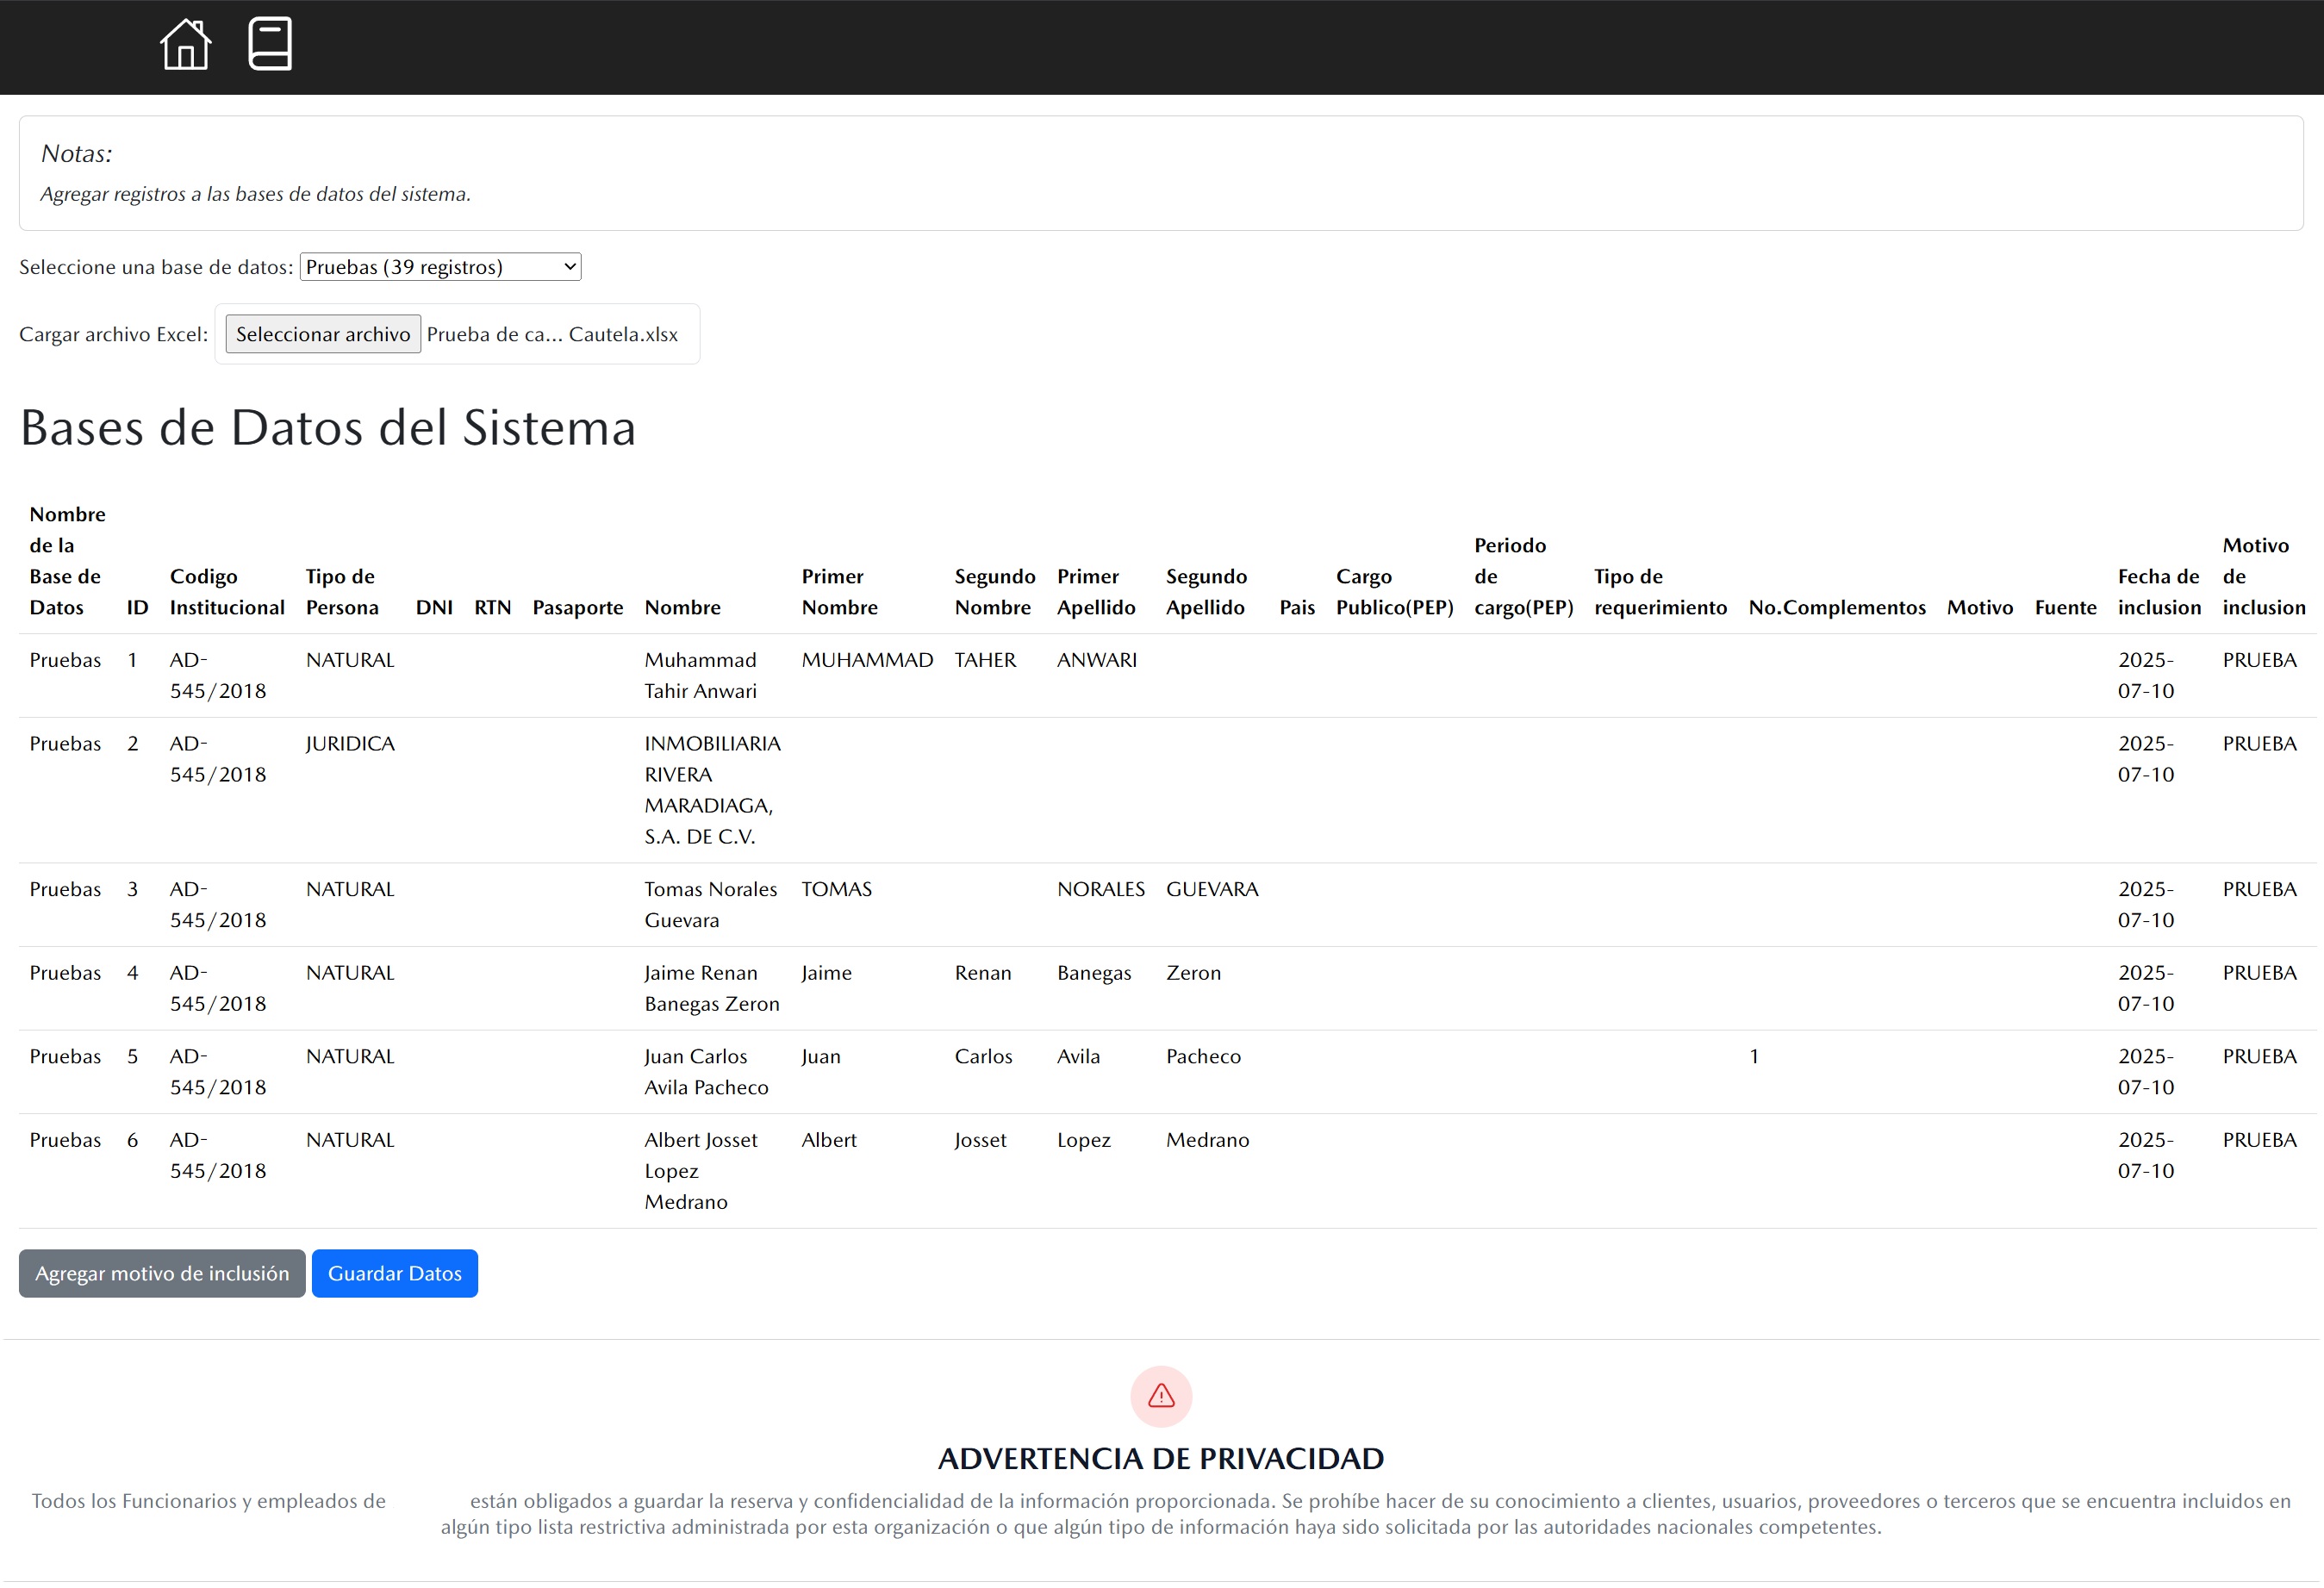 Notas:
Agregar registros a las bases de datos del sistema.
Seleccione una base de datos: Pruebas (39 registros)
Cargar archivo Excel: Seleccionar archivo Prueba de ca... Cautela.xlsx
Bases de Datos del Sistema
Nombre de la Base de Datos ID Codigo Institucional Tipo de Persona DNI RTN Pasaporte Nombre Primer Nombre Segundo Nombre Primer Apellido Segundo Apellido Pais Cargo Publico(PEP) Periodo de cargo(PEP) Tipo de requerimiento No.Complementos Motivo Fuente Fecha de inclusion Motivo de inclusion
Pruebas 1 AD-545/2018 NATURAL Muhammad Tahir Anwari MUHAMMAD TAHER ANWARI 2025-07-10 PRUEBA
Pruebas 2 AD-545/2018 JURIDICA INMOBILIARIA RIVERA MARADIAGA, S.A. DE C.V. 2025-07-10 PRUEBA
Pruebas 3 AD-545/2018 NATURAL Tomas Norales Guevara TOMAS NORALES GUEVARA 2025-07-10 PRUEBA
Pruebas 4 AD-545/2018 NATURAL Jaime Renan Banegas Zeron Jaime Renan Banegas Zeron 2025-07-10 PRUEBA
Pruebas 5 AD-545/2018 NATURAL Juan Carlos Avila Pacheco Juan Carlos Avila Pacheco 1 2025-07-10 PRUEBA
Pruebas 6 AD-545/2018 NATURAL Albert Josset Lopez Medrano Albert Josset Lopez Medrano 2025-07-10 PRUEBA
Agregar motivo de inclusión Guardar Datos
ADVERTENCIA DE PRIVACIDAD
Todos los Funcionarios y empleados de están obligados a guardar la reserva y confidencialidad de la información proporcionada. Se prohíbe hacer de su conocimiento a clientes, usuarios, proveedores o terceros que se encuentra incluidos en
algún tipo lista restrictiva administrada por esta organización o que algún tipo de información haya sido solicitada por las autoridades nacionales competentes.